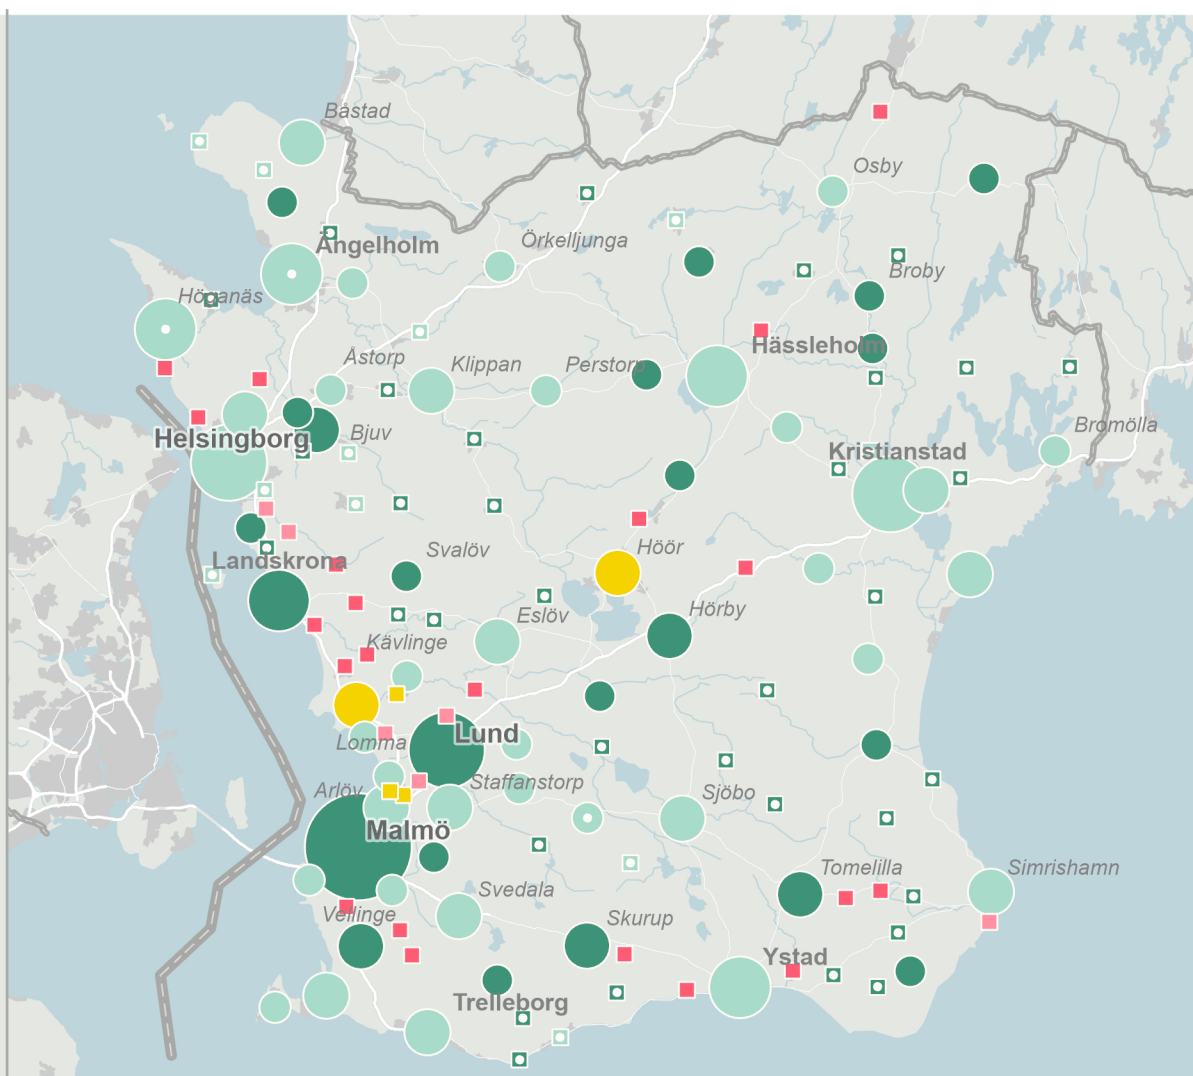 Båstad
Osby
Ängelholm
Örkelljunga
Broby
Höganäs
Åstorp
Klippan
Perstorp
Hässleholm
Helsingborg
Bjuv
Kristianstad
Bromölla
Landskrona
Svalöv
Höör
Eslöv
Hörby
Kävlinge
Lomma
Lund
Arlöv
Staffanstorp
Sjöbo
Malmö
Tomelilla
Simrishamn
Vellinge
Svedala
Skurup
Ystad
Trelleborg